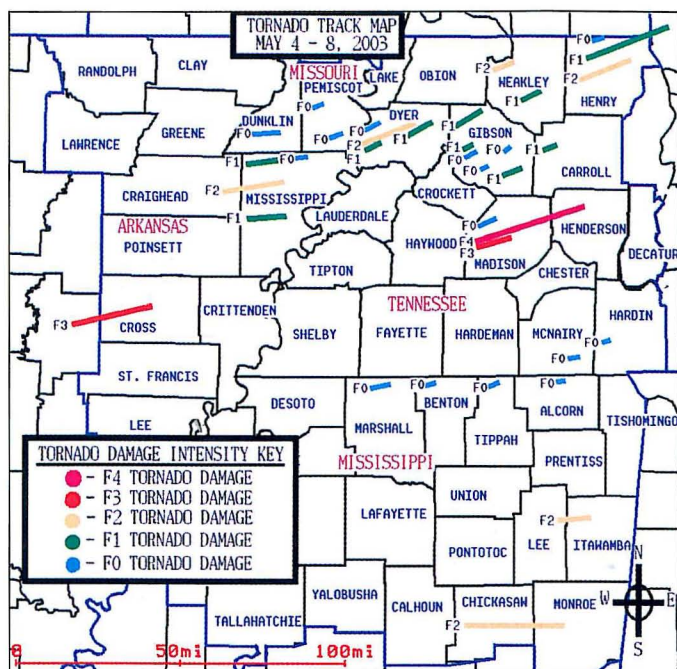 TORNADO TRACK MAP
MAY 4 - 8, 2003
F0
RANDOLPH
CLAY
MISSOURI
PEMISCOT
LAKE
OBION
F2
WEAKLEY
F1
F2
HENRY
F1
F0
DUNKLIN
F0
GREENE
LAWRENCE
F0
F0
DYER
F2
F1
F1
F1
GIBSON
F1
F0
F0
F1
F1
CARROLL
F1
F0
CRAIGHEAD
F2
MISSISSIPPI
CROCKETT
LAUDERDALE
F1
ARKANSAS
POINSETT
HAYWOOD
F0
F4
F3
MADISON
HENDERSON
DECATUR
TIPTON
CHESTER
F3
CROSS
CRITTENDEN
TENNESSEE
SHELBY
FAYETTE
HARDEMAN
MCNAIRY
HARDIN
F0
F0
ST. FRANCIS
LEE
DESOTO
F0
MARSHALL
F0
BENTON
F0
TIPPAH
F0
ALCORN
TISHOMINGO
PRENTISS
MISSISSIPPI
UNION
LAFAYETTE
PONTOTOC
LEE
F2
ITAWAMBA
TORNADO DAMAGE INTENSITY KEY
- F4 TORNADO DAMAGE
- F3 TORNADO DAMAGE
- F2 TORNADO DAMAGE
- F1 TORNADO DAMAGE
- F0 TORNADO DAMAGE
YALOBUSHA
TALLAHATCHIE
CALHOUN
CHICKASAW
F2
MONROE
N
W
E
S
0
50mi
100mi